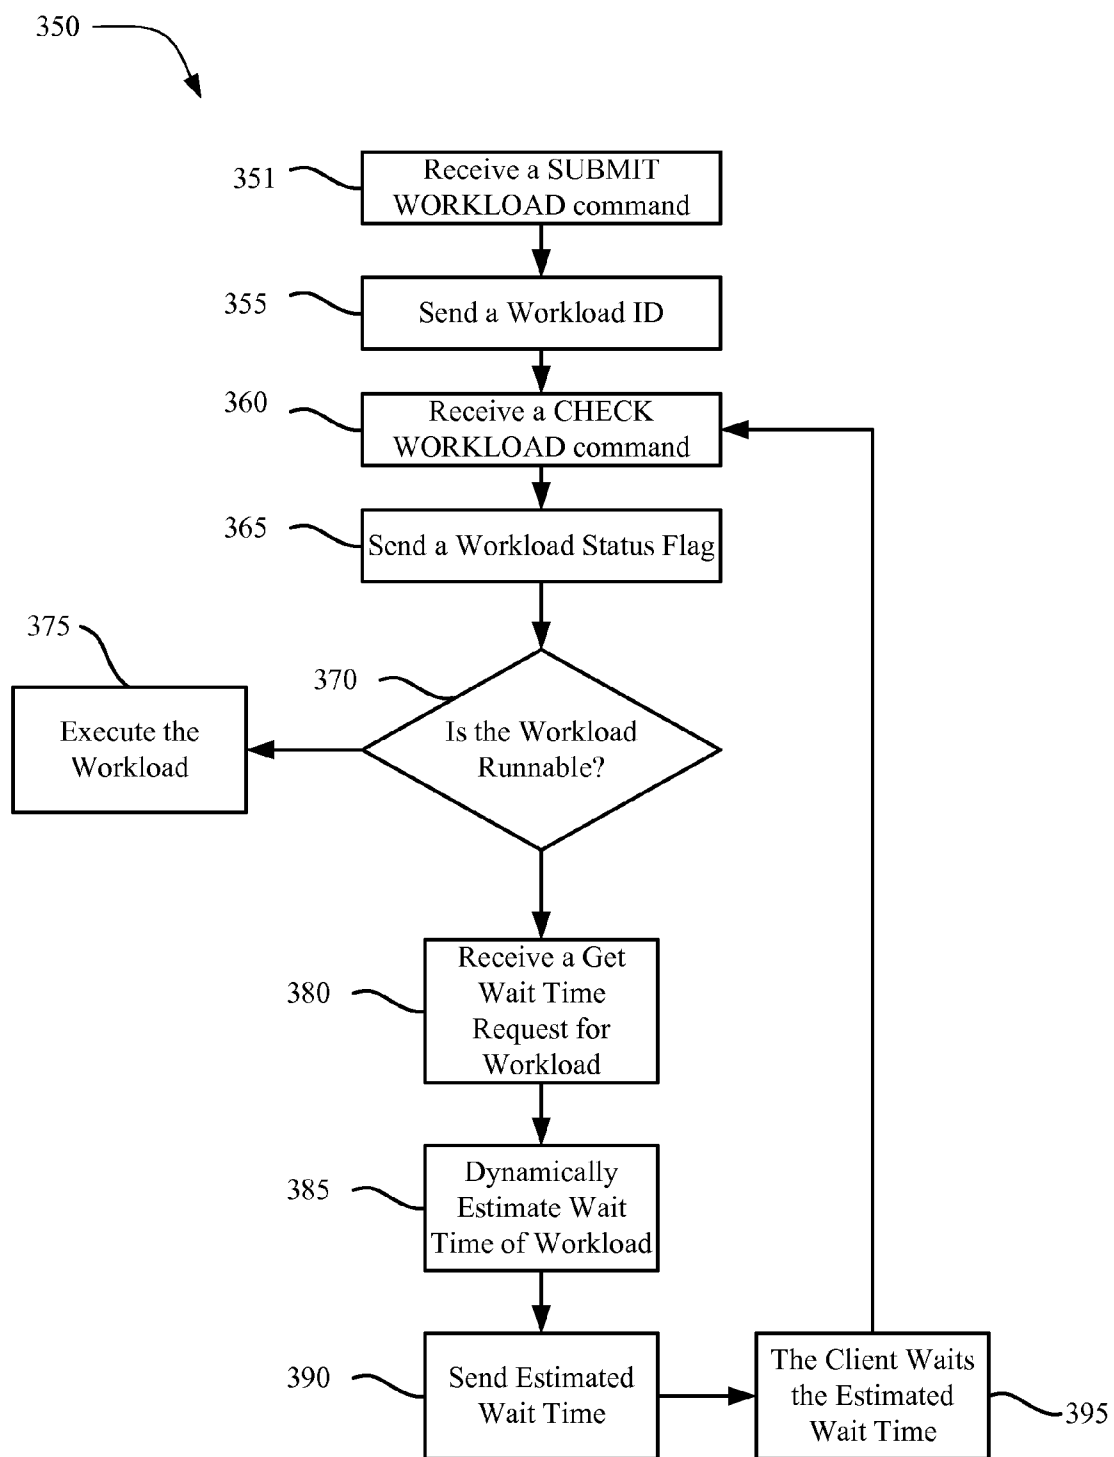 350
351
Receive a SUBMIT
WORKLOAD command
355
Send a Workload ID
360
Receive a CHECK
WORKLOAD command
365
Send a Workload Status Flag
375
Execute the
Workload
370
Is the Workload
Runnable?
380
Receive a Get
Wait Time
Request for
Workload
385
Dynamically
Estimate Wait
Time of Workload
390
Send Estimated
Wait Time
The Client Waits
the Estimated
Wait Time
395